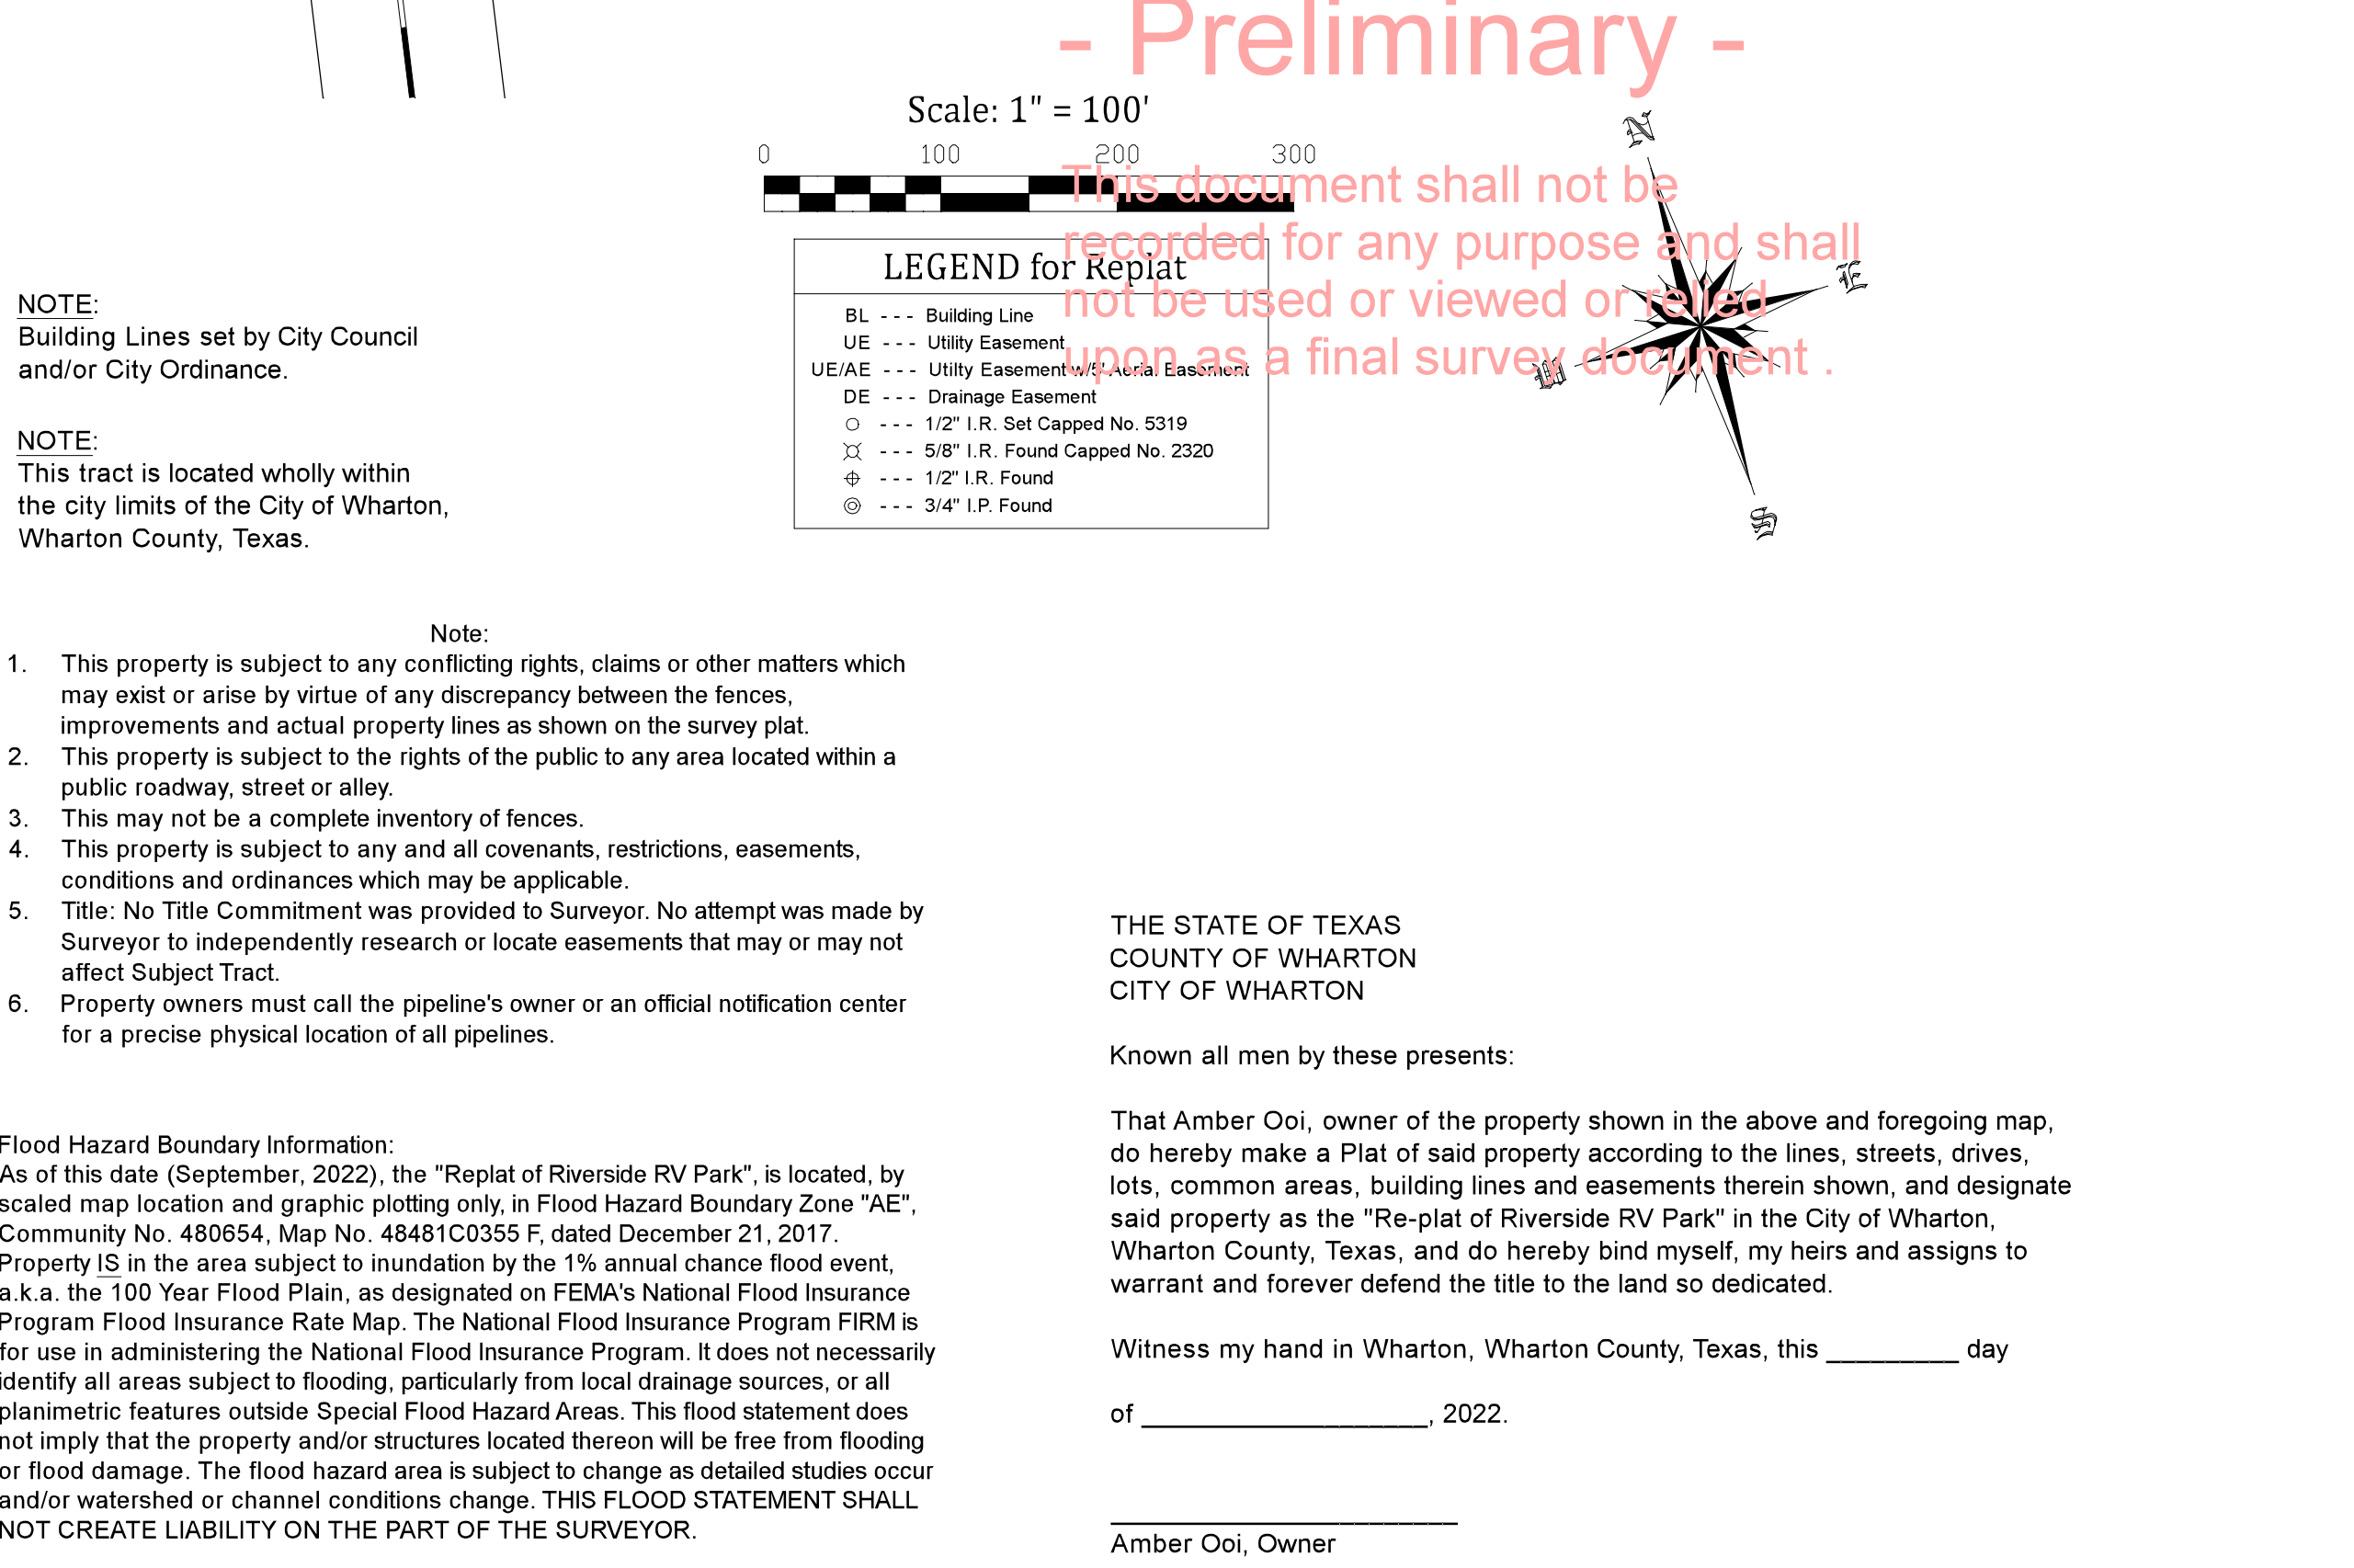 - Preliminary -
Scale: 1" = 100'
0 100 200 300
This document shall not be
recorded for any purpose and shall
not be used or viewed or relied
upon as a final survey document .
N
E
W
S
LEGEND for Replat
BL - - - Building Line
UE - - - Utility Easement
UE/AE - - - Utilty Easement w/5' Aerial Easement
DE - - - Drainage Easement
- - - 1/2" I.R. Set Capped No. 5319
- - - 5/8" I.R. Found Capped No. 2320
- - - 1/2" I.R. Found
- - - 3/4" I.P. Found
NOTE:
Building Lines set by City Council
and/or City Ordinance.
NOTE:
This tract is located wholly within
the city limits of the City of Wharton,
Wharton County, Texas.
Note:
1. This property is subject to any conflicting rights, claims or other matters which
may exist or arise by virtue of any discrepancy between the fences,
improvements and actual property lines as shown on the survey plat.
2. This property is subject to the rights of the public to any area located within a
public roadway, street or alley.
3. This may not be a complete inventory of fences.
4. This property is subject to any and all covenants, restrictions, easements,
conditions and ordinances which may be applicable.
5. Title: No Title Commitment was provided to Surveyor. No attempt was made by
Surveyor to independently research or locate easements that may or may not
affect Subject Tract.
6. Property owners must call the pipeline's owner or an official notification center
for a precise physical location of all pipelines.
Flood Hazard Boundary Information:
As of this date (September, 2022), the "Replat of Riverside RV Park", is located, by
scaled map location and graphic plotting only, in Flood Hazard Boundary Zone "AE",
Community No. 480654, Map No. 48481C0355 F, dated December 21, 2017.
Property IS in the area subject to inundation by the 1% annual chance flood event,
a.k.a. the 100 Year Flood Plain, as designated on FEMA's National Flood Insurance
Program Flood Insurance Rate Map. The National Flood Insurance Program FIRM is
for use in administering the National Flood Insurance Program. It does not necessarily
identify all areas subject to flooding, particularly from local drainage sources, or all
planimetric features outside Special Flood Hazard Areas. This flood statement does
not imply that the property and/or structures located thereon will be free from flooding
or flood damage. The flood hazard area is subject to change as detailed studies occur
and/or watershed or channel conditions change. THIS FLOOD STATEMENT SHALL
NOT CREATE LIABILITY ON THE PART OF THE SURVEYOR.
THE STATE OF TEXAS
COUNTY OF WHARTON
CITY OF WHARTON
Known all men by these presents:
That Amber Ooi, owner of the property shown in the above and foregoing map,
do hereby make a Plat of said property according to the lines, streets, drives,
lots, common areas, building lines and easements therein shown, and designate
said property as the "Re-plat of Riverside RV Park" in the City of Wharton,
Wharton County, Texas, and do hereby bind myself, my heirs and assigns to
warrant and forever defend the title to the land so dedicated.
Witness my hand in Wharton, Wharton County, Texas, this _________ day
of ____________________, 2022.
Amber Ooi, Owner